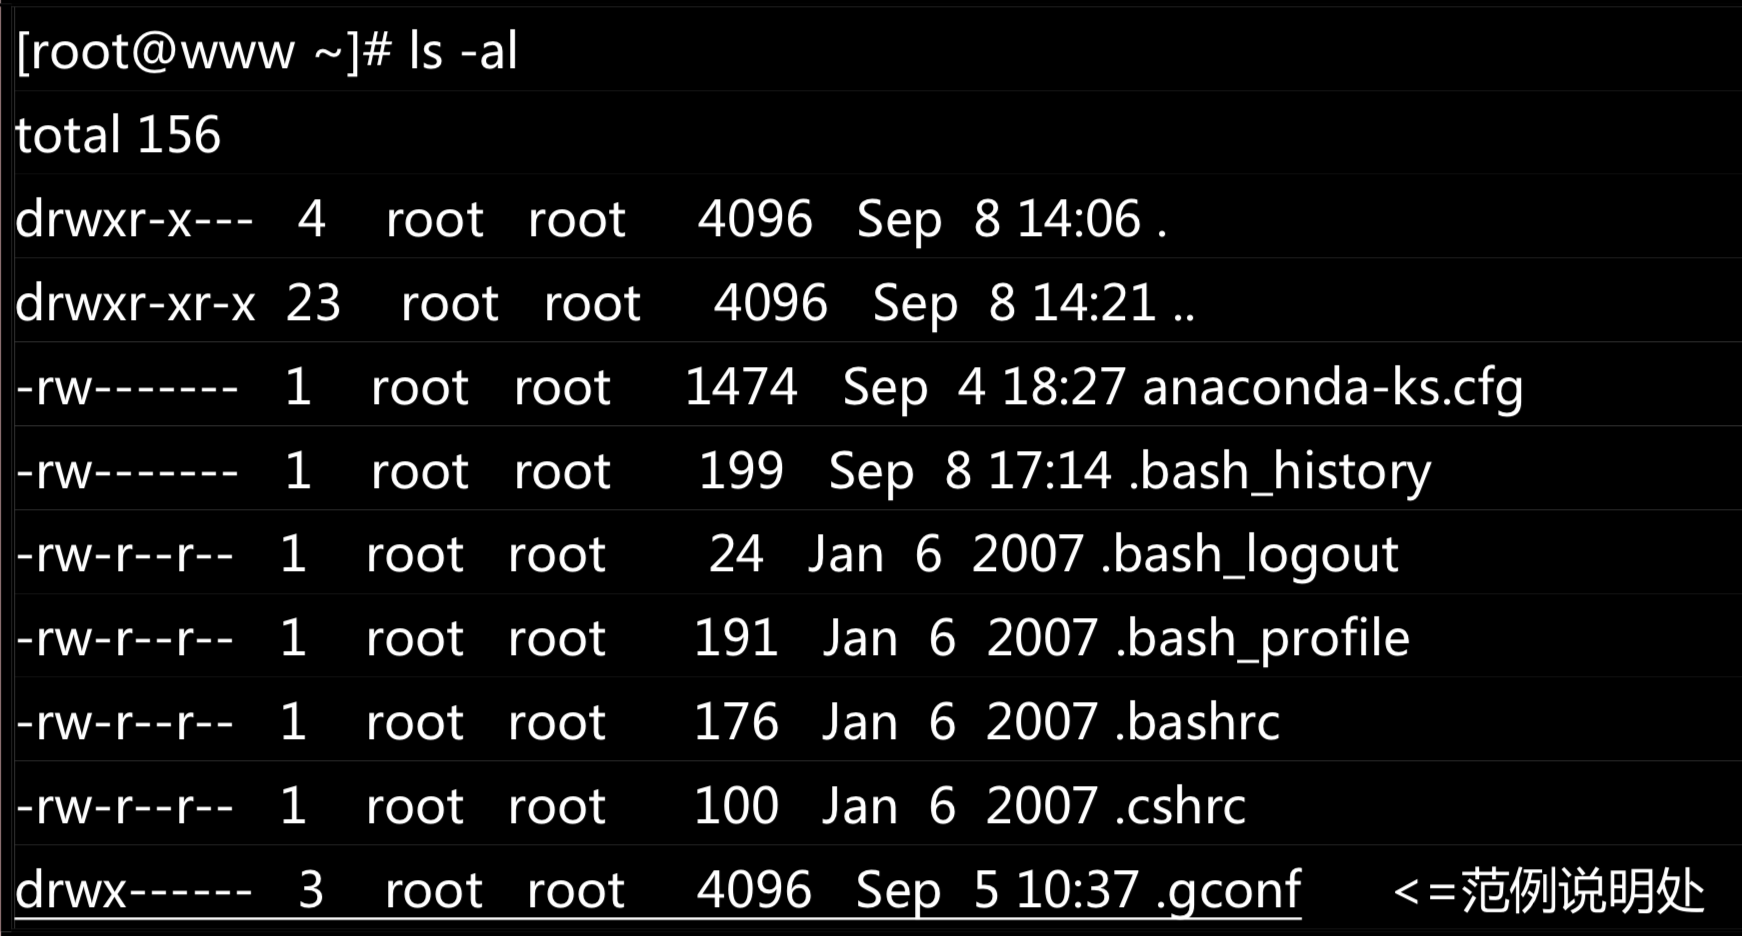 [root@www ~]# ls -al
total 156
drwxr-x---   4    root   root     4096   Sep  8 14:06 .
drwxr-xr-x  23    root   root     4096   Sep  8 14:21 ..
-rw-------   1    root   root     1474   Sep  4 18:27 anaconda-ks.cfg
-rw-------   1    root   root      199   Sep  8 17:14 .bash_history
-rw-r--r--   1    root   root       24   Jan  6  2007 .bash_logout
-rw-r--r--   1    root   root      191   Jan  6  2007 .bash_profile
-rw-r--r--   1    root   root      176   Jan  6  2007 .bashrc
-rw-r--r--   1    root   root      100   Jan  6  2007 .cshrc
drwx------   3    root   root     4096   Sep  5 10:37 .gconf      <=范例说明处